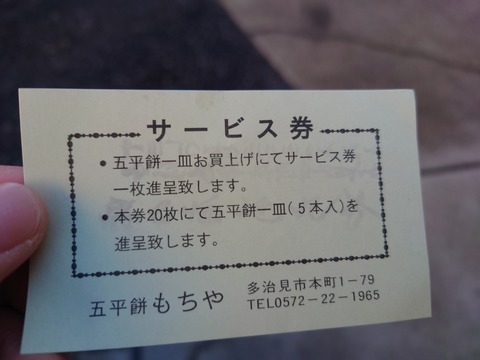 サービス券
● 五平餅一皿お買上げにてサービス券
一枚進呈致します。
● 本券20枚にて五平餅一皿(5本入)を
進呈致します。
五平餅 もちや
多治見市本町1－79
TEL0572－22－1965